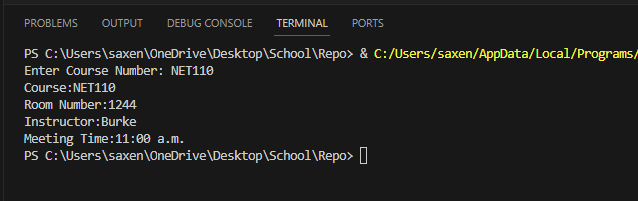 PROBLEMS OUTPUT DEBUG CONSOLE TERMINAL PORTS
PS C:\Users\saxen\OneDrive\Desktop\School\Repo> & C:/Users/saxen/AppData/Local/Programs/
Enter Course Number: NET110
Course:NET110
Room Number:1244
Instructor:Burke
Meeting Time:11:00 a.m.
PS C:\Users\saxen\OneDrive\Desktop\School\Repo>